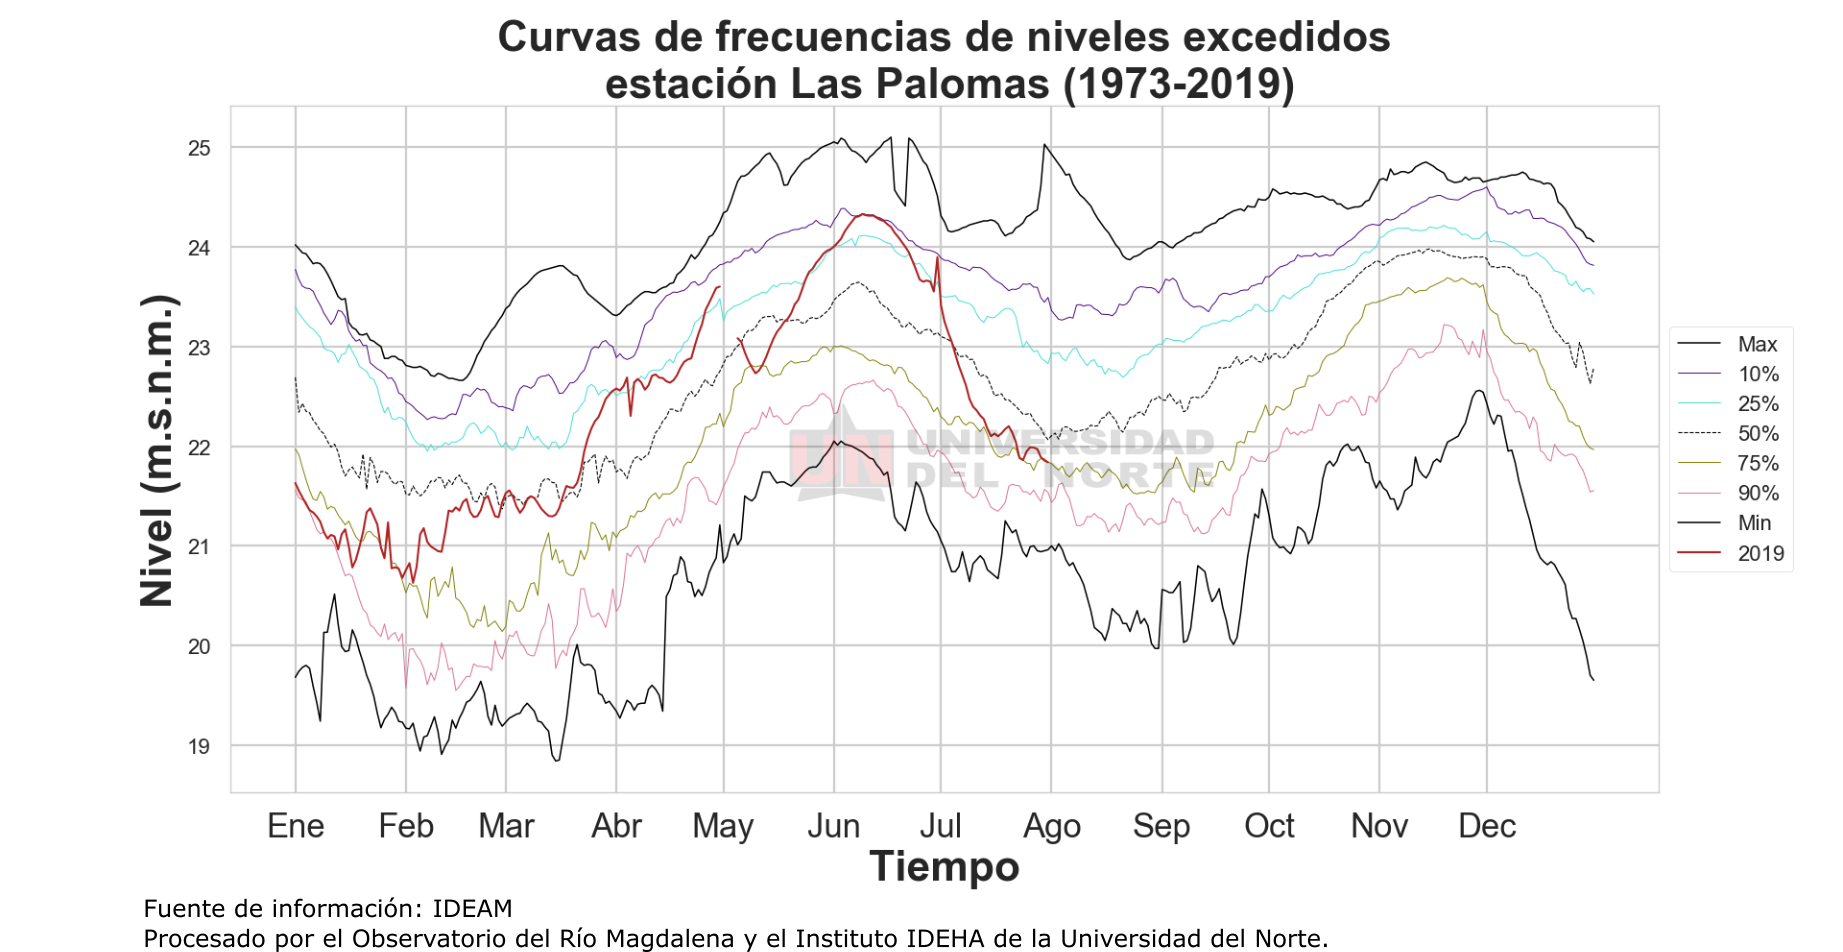 Curvas de frecuencias de niveles excedidos
estación Las Palomas (1973-2019)
Nivel (m.s.n.m.)
25
24
23
22
21
20
19
UNIVERSIDAD
DEL NORTE
UN
Max
10%
25%
50%
75%
90%
Min
2019
Ene Feb Mar Abr May Jun Jul Ago Sep Oct Nov Dec
Tiempo
Fuente de información: IDEAM
Procesado por el Observatorio del Río Magdalena y el Instituto IDEHA de la Universidad del Norte.